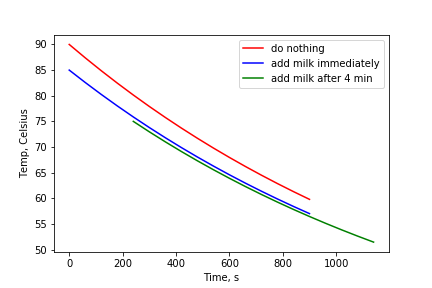 do nothing
add milk immediately
add milk after 4 min
Temp, Celsius
90
85
80
75
70
65
60
55
50
0 200 400 600 800 1000
Time, s